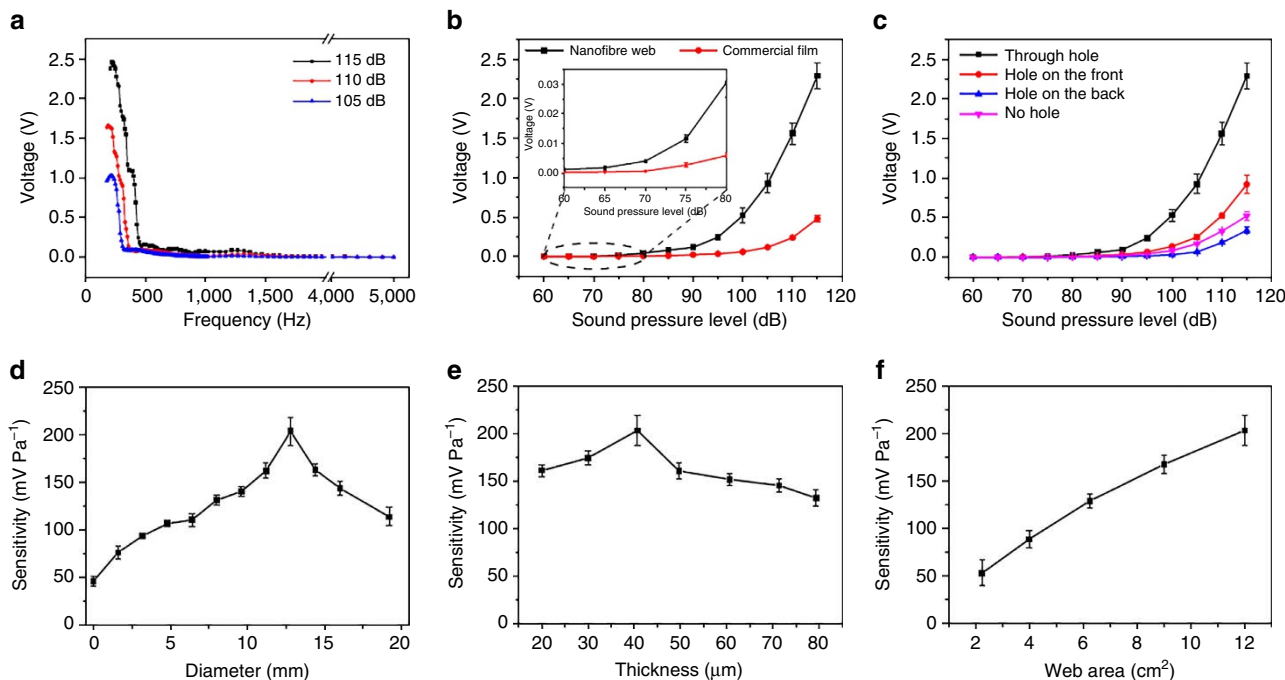 a
115 dB
110 dB
105 dB
Voltage (V)
2.5
2.0
1.5
1.0
0.5
0.0
0 500 1,000 1,500 4,000 5,000
Frequency (Hz)
b
Nanofibre web Commercial film
Voltage (V)
2.5
2.0
1.5
1.0
0.5
0.0
Voltage (V)
0.03
0.02
0.01
0.00
60 65 70 75 80
Sound pressure level (dB)
60 70 80 90 100 110 120
Sound pressure level (dB)
c
Through hole
Hole on the front
Hole on the back
No hole
Voltage (V)
2.5
2.0
1.5
1.0
0.5
0.0
60 70 80 90 100 110 120
Sound pressure level (dB)
d
Sensitivity (mV Pa⁻¹)
250
200
150
100
50
0
0 5 10 15 20
Diameter (mm)
e
Sensitivity (mV Pa⁻¹)
250
200
150
100
50
0
20 30 40 50 60 70 80
Thickness (μm)
f
Sensitivity (mV Pa⁻¹)
250
200
150
100
50
0
2 4 6 8 10 12
Web area (cm²)